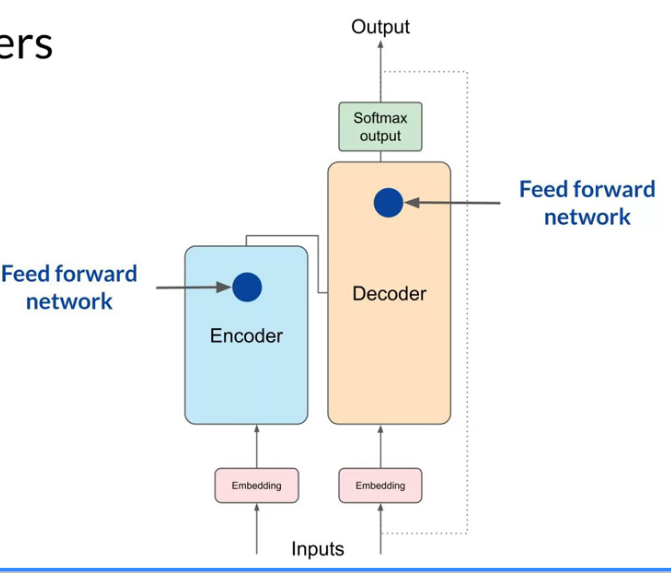 ers
Output
Softmax
output
Feed forward
network
Feed forward
network
Decoder
Encoder
Embedding
Embedding
Inputs